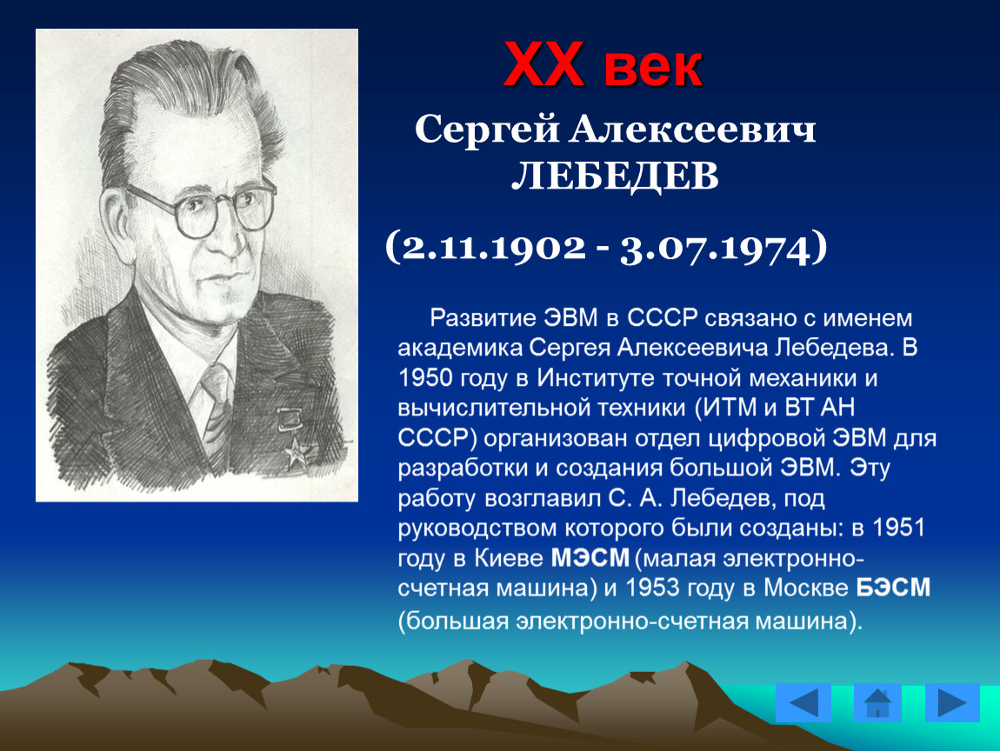 XX век
Сергей Алексеевич
ЛЕБЕДЕВ
(2.11.1902 - 3.07.1974)
Развитие ЭВМ в СССР связано с именем
академика Сергея Алексеевича Лебедева. В
1950 году в Институте точной механики и
вычислительной техники (ИТМ и ВТ АН
СССР) организован отдел цифровой ЭВМ для
разработки и создания большой ЭВМ. Эту
работу возглавил С. А. Лебедев, под
руководством которого были созданы: в 1951
году в Киеве МЭСМ (малая электронно-
счетная машина) и 1953 году в Москве БЭСМ
(большая электронно-счетная машина).